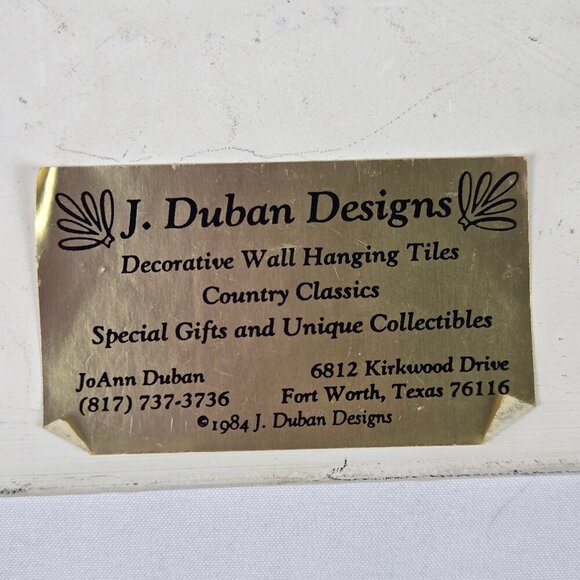 J. Duban Designs
Decorative Wall Hanging Tiles
Country Classics
Special Gifts and Unique Collectibles
JoAnn Duban
(817) 737-3736
6812 Kirkwood Drive
Fort Worth, Texas 76116
©1984 J. Duban Designs